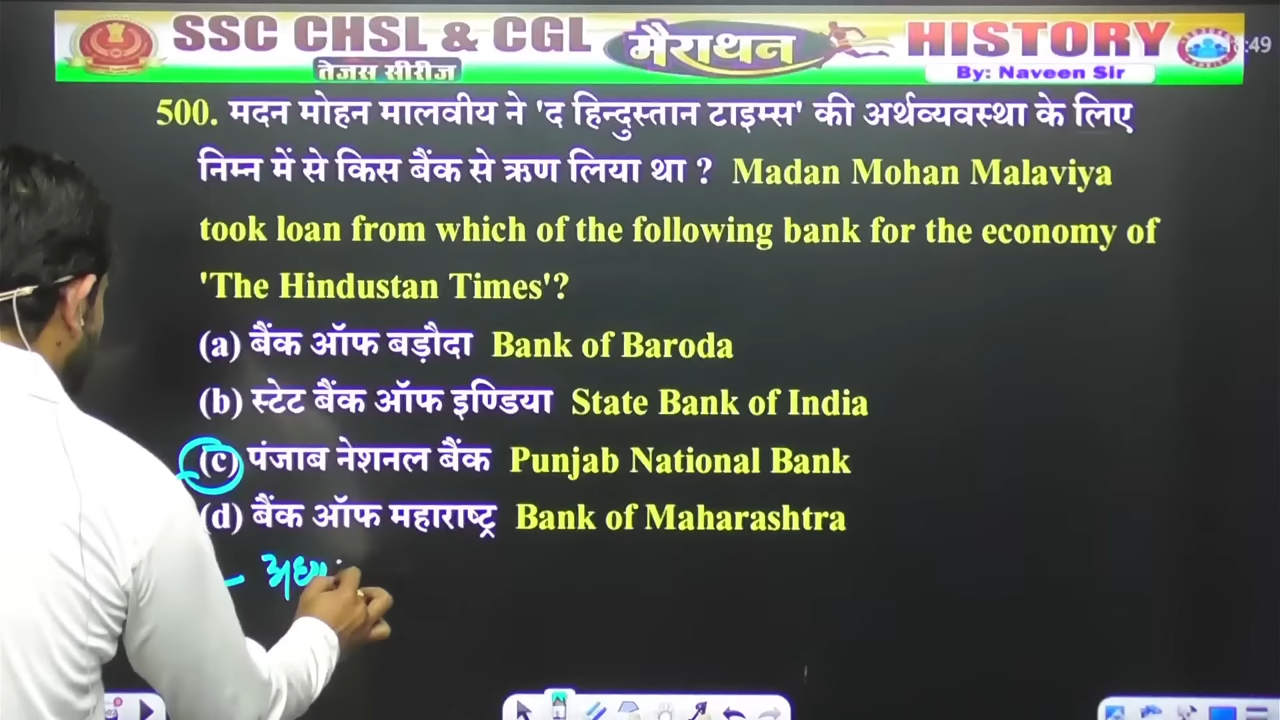 SSC CHSL & CGL मैराथन HISTORY
तेजस सीरीज By: Naveen Sir
500. मदन मोहन मालवीय ने 'द हिन्दुस्तान टाइम्स' की अर्थव्यवस्था के लिए
निम्न में से किस बैंक से ऋण लिया था ? Madan Mohan Malaviya
took loan from which of the following bank for the economy of
'The Hindustan Times'?
(a) बैंक ऑफ बड़ौदा Bank of Baroda
(b) स्टेट बैंक ऑफ इण्डिया State Bank of India
(c) पंजाब नेशनल बैंक Punjab National Bank
(d) बैंक ऑफ महाराष्ट्र Bank of Maharashtra